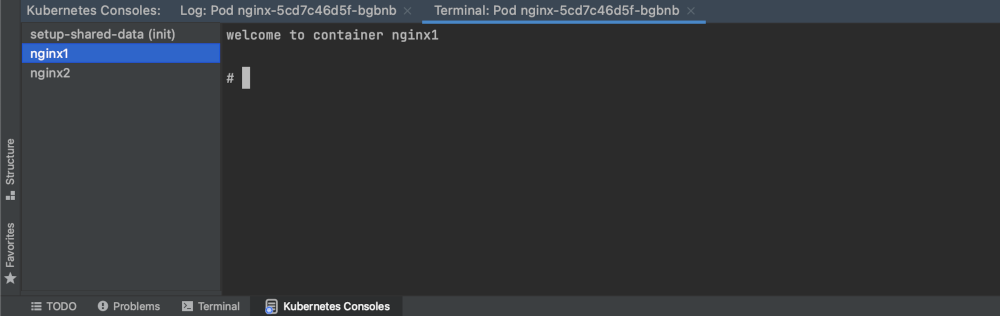 Kubernetes Consoles: Log: Pod nginx-5cd7c46d5f-bgbnb × Terminal: Pod nginx-5cd7c46d5f-bgbnb ×
setup-shared-data (init)
nginx1
nginx2
welcome to container nginx1
#
Structure
Favorites
TODO Problems Terminal Kubernetes Consoles